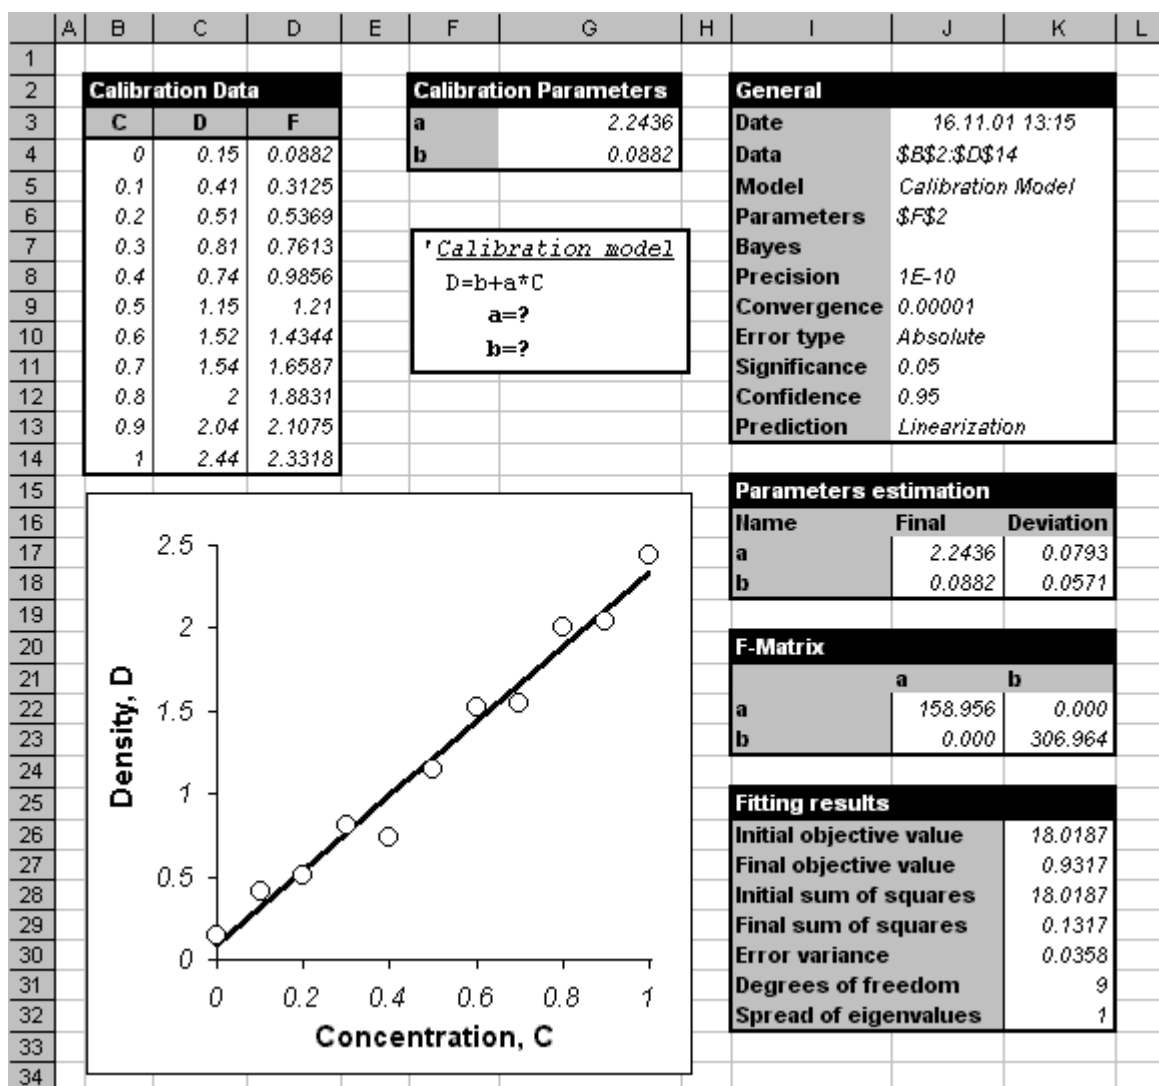 A B C D E F G H I J K L
1
2 Calibration Data Calibration Parameters General
3 C D F a 2.2436 Date 16.11.01 13:15
4 0 0.15 0.0882 b 0.0882 Data $B$2:$D$14
5 0.1 0.41 0.3125 Model Calibration Model
6 0.2 0.51 0.5369 Parameters $F$2
7 0.3 0.81 0.7613 'Calibration model Bayes
8 0.4 0.74 0.9856 D=b+a*C Precision 1E-10
9 0.5 1.15 1.21 a=? Convergence 0.00001
10 0.6 1.52 1.4344 b=? Error type Absolute
11 0.7 1.54 1.6587 Significance 0.05
12 0.8 2 1.8831 Confidence 0.95
13 0.9 2.04 2.1075 Prediction Linearization
14 1 2.44 2.3318
15 Parameters estimation
16 Name Final Deviation
17 2.5 a 2.2436 0.0793
18 b 0.0882 0.0571
19
20 2 F-Matrix
21 a b
22 1.5 a 158.956 0.000
23 b 0.000 306.964
Density, D
24
25 1 Fitting results
26 Initial objective value 18.0187
27 0.5 Final objective value 0.9317
28 Initial sum of squares 18.0187
29 Final sum of squares 0.1317
30 0 Error variance 0.0358
31 0 0.2 0.4 0.6 0.8 1 Degrees of freedom 9
32 Concentration, C Spread of eigenvalues 1
33
34